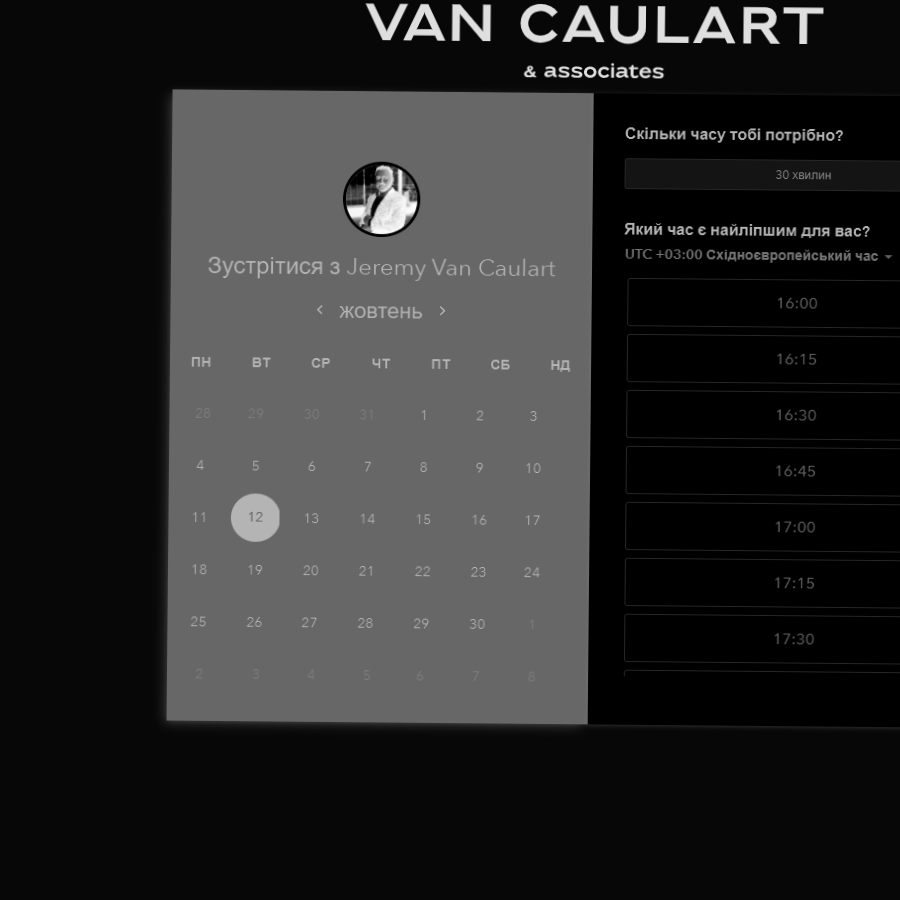 VAN CAULART
& associates
Зустрітися з Jeremy Van Caulart
жовтень
ПН ВТ СР ЧТ ПТ СБ НД
28 29 30 31 1 2 3
4 5 6 7 8 9 10
11 12 13 14 15 16 17
18 19 20 21 22 23 24
25 26 27 28 29 30 1
2 3 4 5 6 7 8
Скільки часу тобі потрібно?
30 хвилин
Який час є найліпшим для вас?
UTC +03:00 Східноєвропейський час
16:00
16:15
16:30
16:45
17:00
17:15
17:30